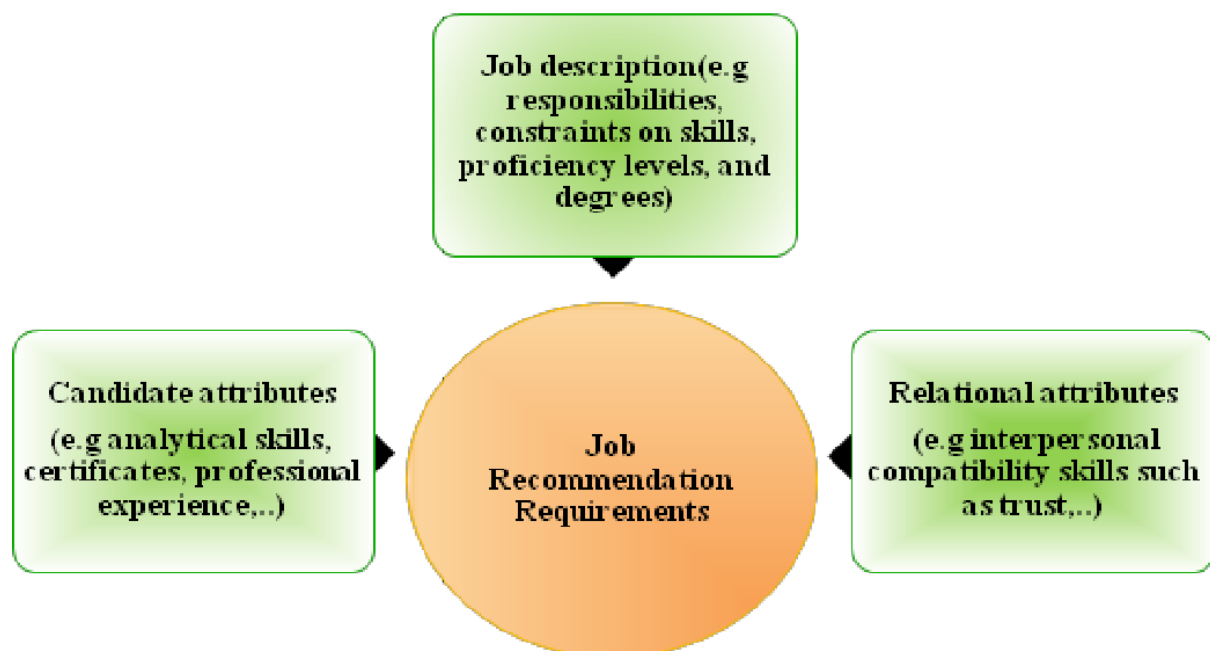 Job description(e.g
responsibilities,
constraints on skills,
proficiency levels, and
degrees)
Candidate attributes
(e.g analytical skills,
certificates, professional
experience,..)
Job
Recommendation
Requirements
Relational attributes
(e.g interpersonal
compatibility skills such
as trust,..)